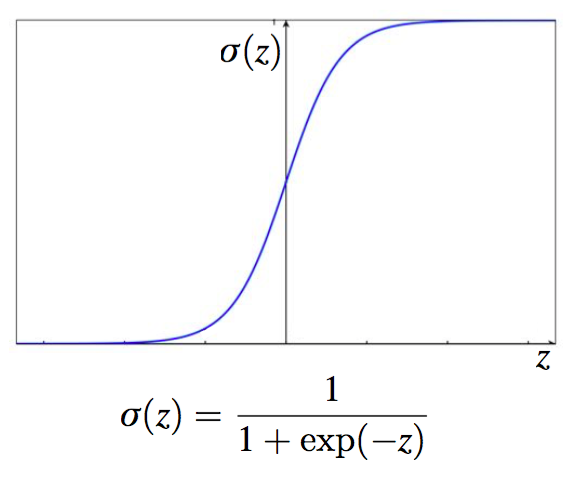 σ(z)
z
σ(z) = 1 / (1 + exp(−z))